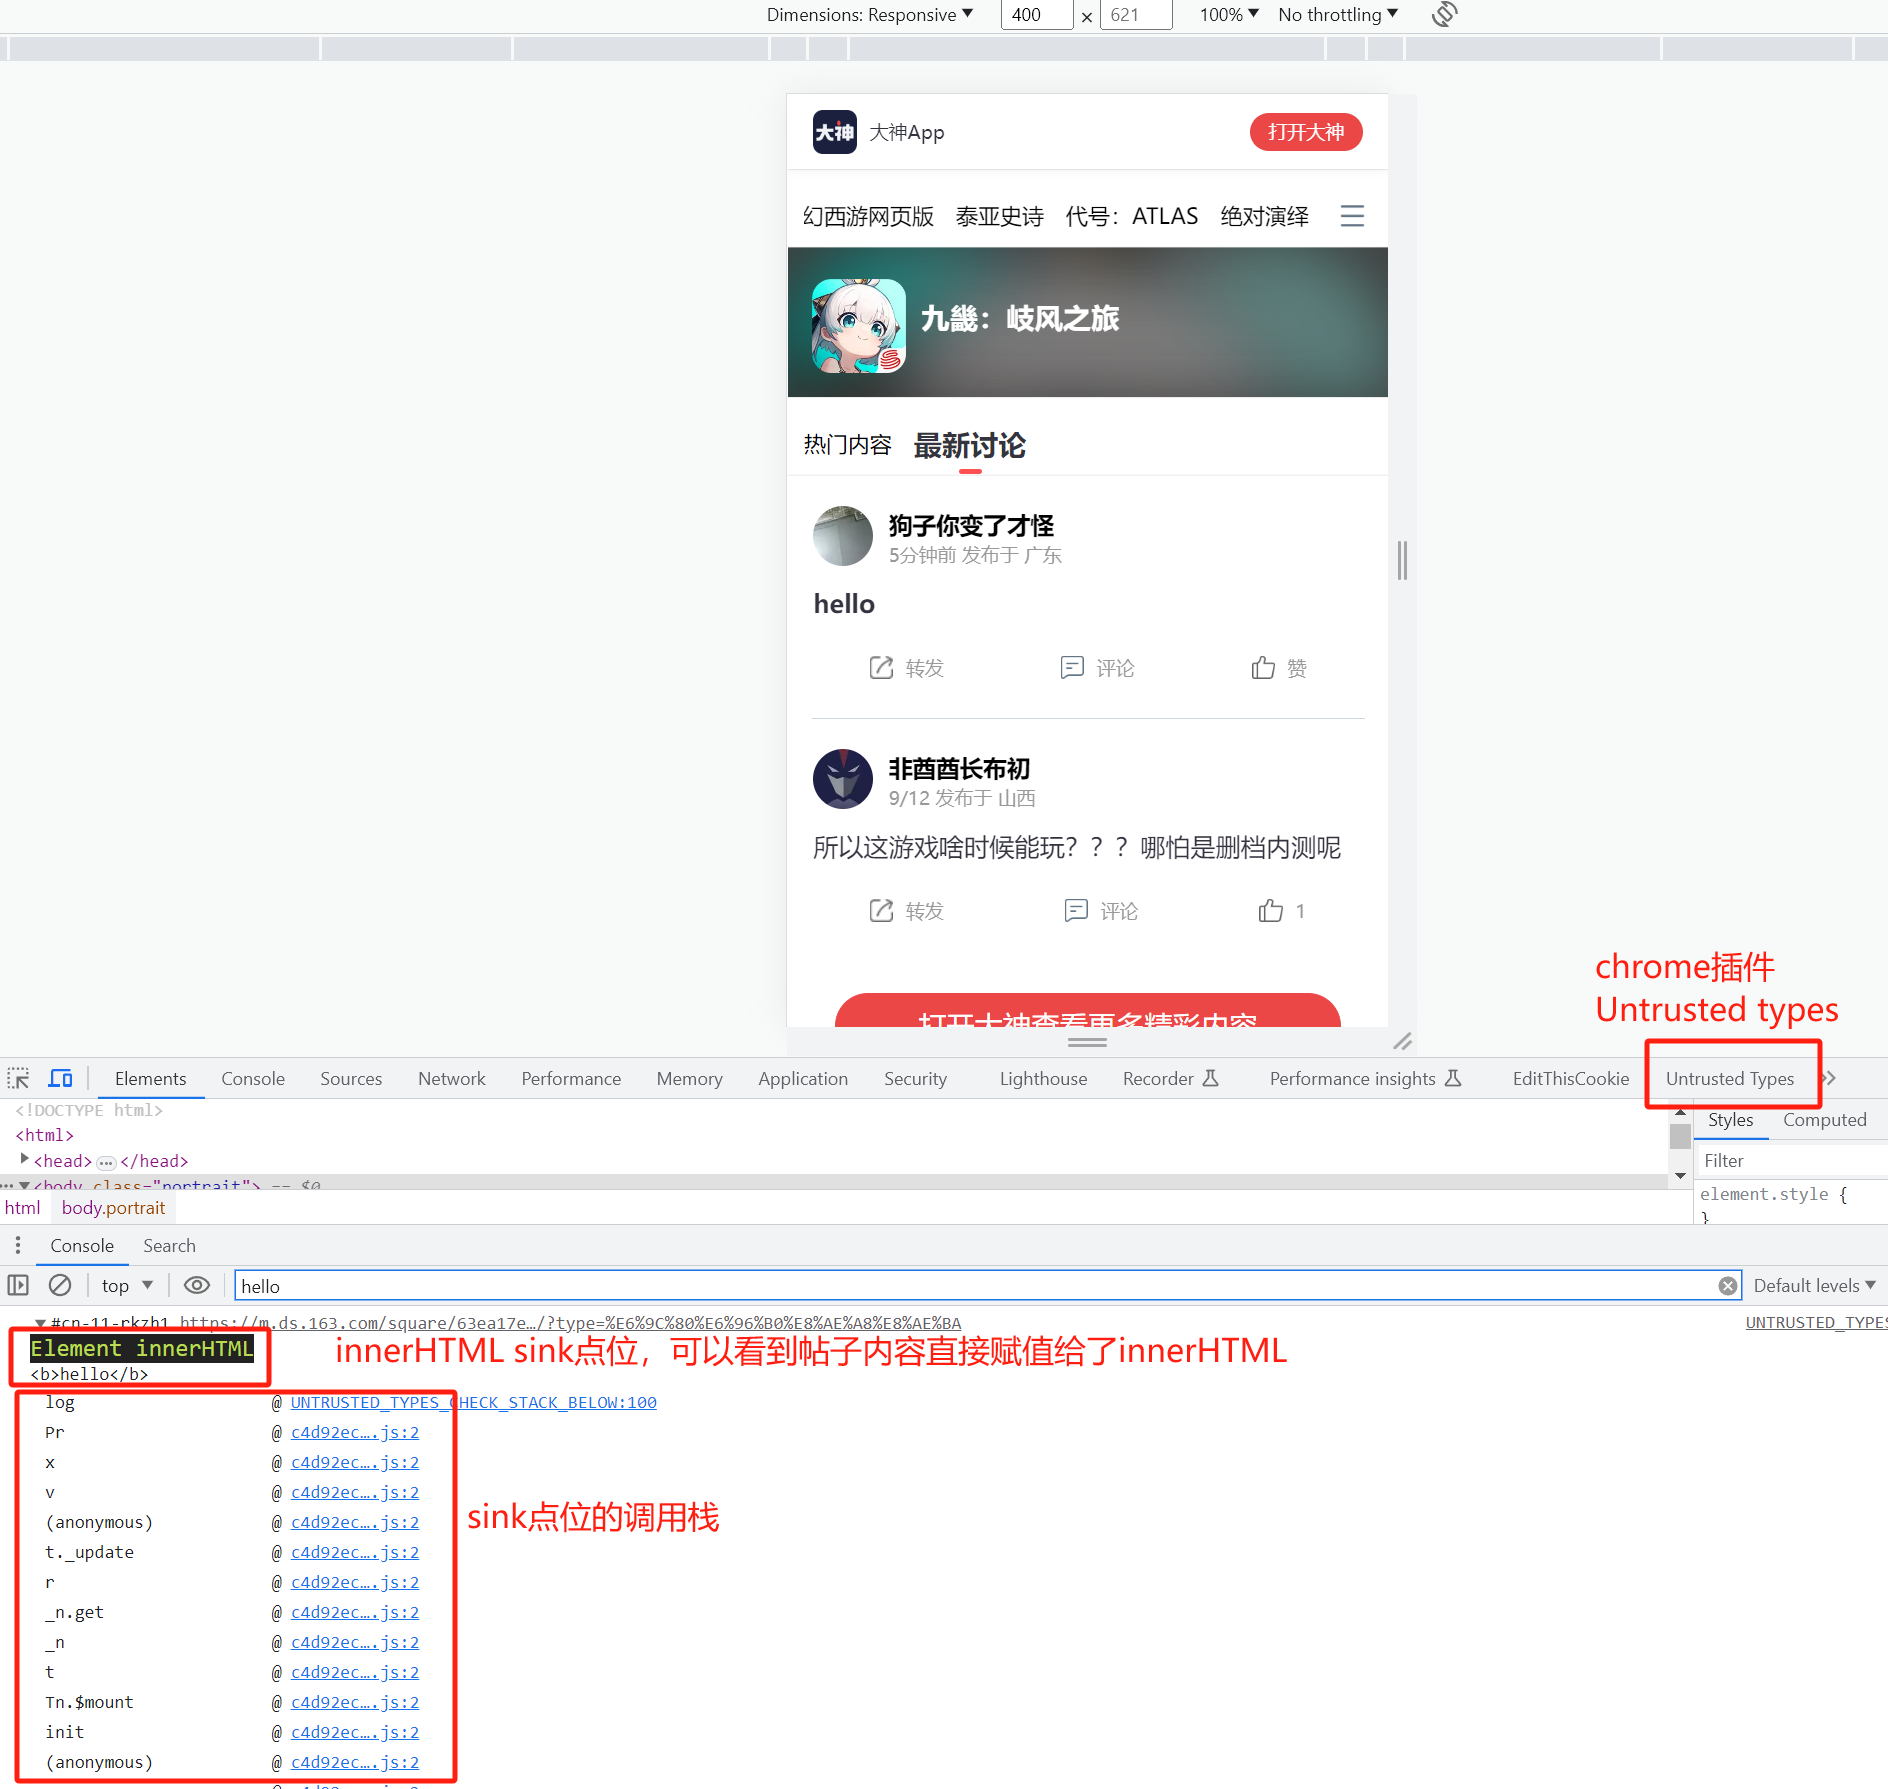 Dimensions: Responsive ▼ 400 × 621 100% ▼ No throttling ▼
大神 大神App 打开大神
幻西游网页版 泰亚史诗 代号：ATLAS 绝对演绎
九畿：岐风之旅
热门内容 最新讨论
狗子你变了才怪
5分钟前 发布于 广东
hello
转发 评论 赞
非酋酋长布初
9/12 发布于 山西
所以这游戏啥时候能玩？？？哪怕是删档内测呢
转发 评论 1
打开大神查看更多精彩内容
chrome插件
Untrusted types
Elements Console Sources Network Performance Memory Application Security Lighthouse Recorder Performance insights EditThisCookie Untrusted Types »
<!DOCTYPE html>
<html>
<head>…</head>
<body class="portrait"> == $0
html body.portrait
Styles Computed
Filter
element.style {
}
Console Search
top ▼ hello Default levels ▼
#cn-11-rkzh1 https://m.ds.163.com/square/63ea17e…/?type=%E6%9C%80%E6%96%B0%E8%AE%A8%E8%AE%BA UNTRUSTED_TYPES
Element innerHTML
<b>hello</b>
innerHTML sink点位，可以看到帖子内容直接赋值给了innerHTML
log @ UNTRUSTED_TYPES_CHECK_STACK_BELOW:100
Pr @ c4d92ec….js:2
x @ c4d92ec….js:2
v @ c4d92ec….js:2
(anonymous) @ c4d92ec….js:2
sink点位的调用栈
t._update @ c4d92ec….js:2
r @ c4d92ec….js:2
_n.get @ c4d92ec….js:2
_n @ c4d92ec….js:2
t @ c4d92ec….js:2
Tn.$mount @ c4d92ec….js:2
init @ c4d92ec….js:2
(anonymous) @ c4d92ec….js:2